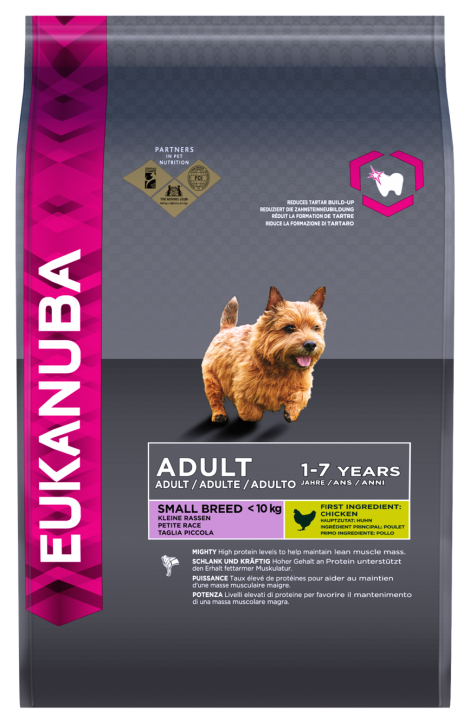 PARTNERS
IN PET
NUTRITION
FCI
THE KENNEL CLUB
REDUCES TARTAR BUILD-UP
REDUZIERT DIE ZAHNSTEINNEUBILDUNG
RÉDUIT LA FORMATION DE TARTRE
RIDUCE LA FORMAZIONE DI TARTARO
EUKANUBA
ADULT 1-7 YEARS
ADULT / ADULTE / ADULTO JAHRE / ANS / ANNI
SMALL BREED < 10 kg
KLEINE RASSEN
PETITE RACE
TAGLIA PICCOLA
FIRST INGREDIENT:
CHICKEN
HAUPTZUTAT: HUHN
INGRÉDIENT PRINCIPAL: POULET
PRIMO INGREDIENTE: POLLO
MIGHTY High protein levels to help maintain lean muscle mass.
SCHLANK UND KRÄFTIG Hoher Gehalt an Protein unterstützt
den Erhalt fettarmer Muskulatur.
PUISSANCE Taux élevé de protéines pour aider au maintien
d'une masse musculaire maigre.
POTENZA Livelli elevati di proteine per favorire il mantenimento
di una massa muscolare magra.